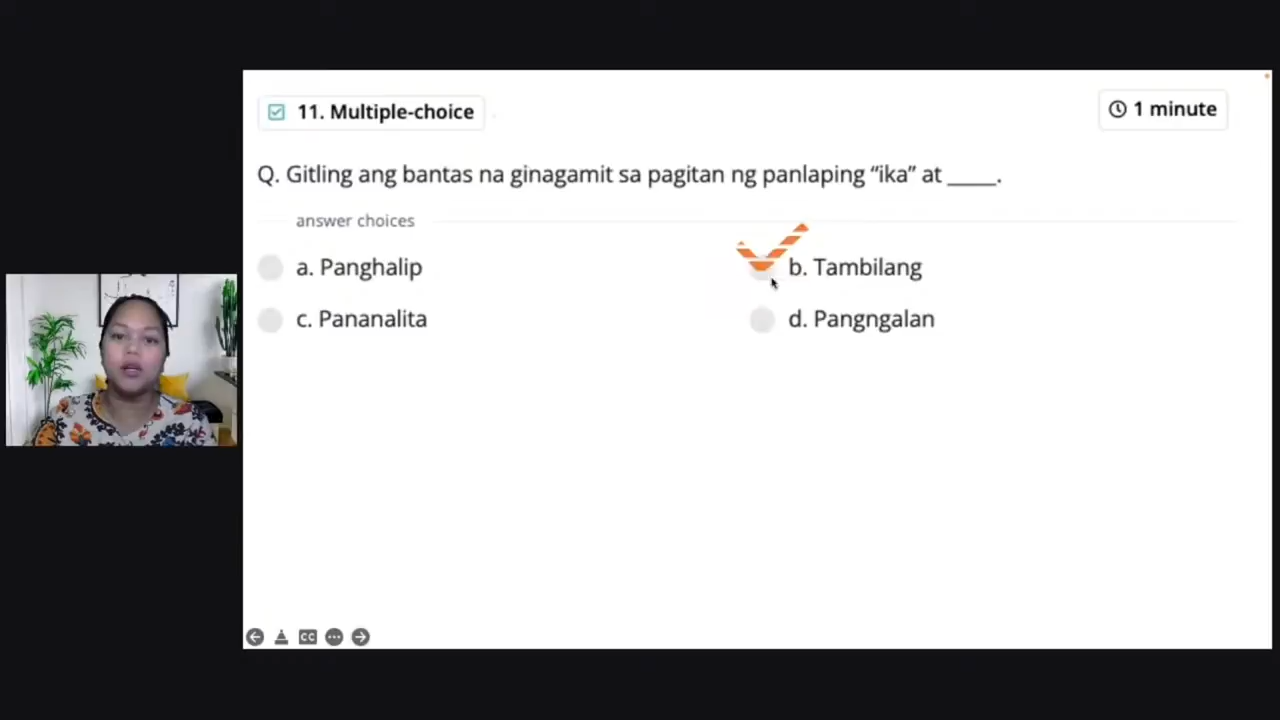 11. Multiple-choice
1 minute
Q. Gitling ang bantas na ginagamit sa pagitan ng panlaping “ika” at _____.
answer choices
a. Panghalip
b. Tambilang
c. Pananalita
d. Pangngalan
CC